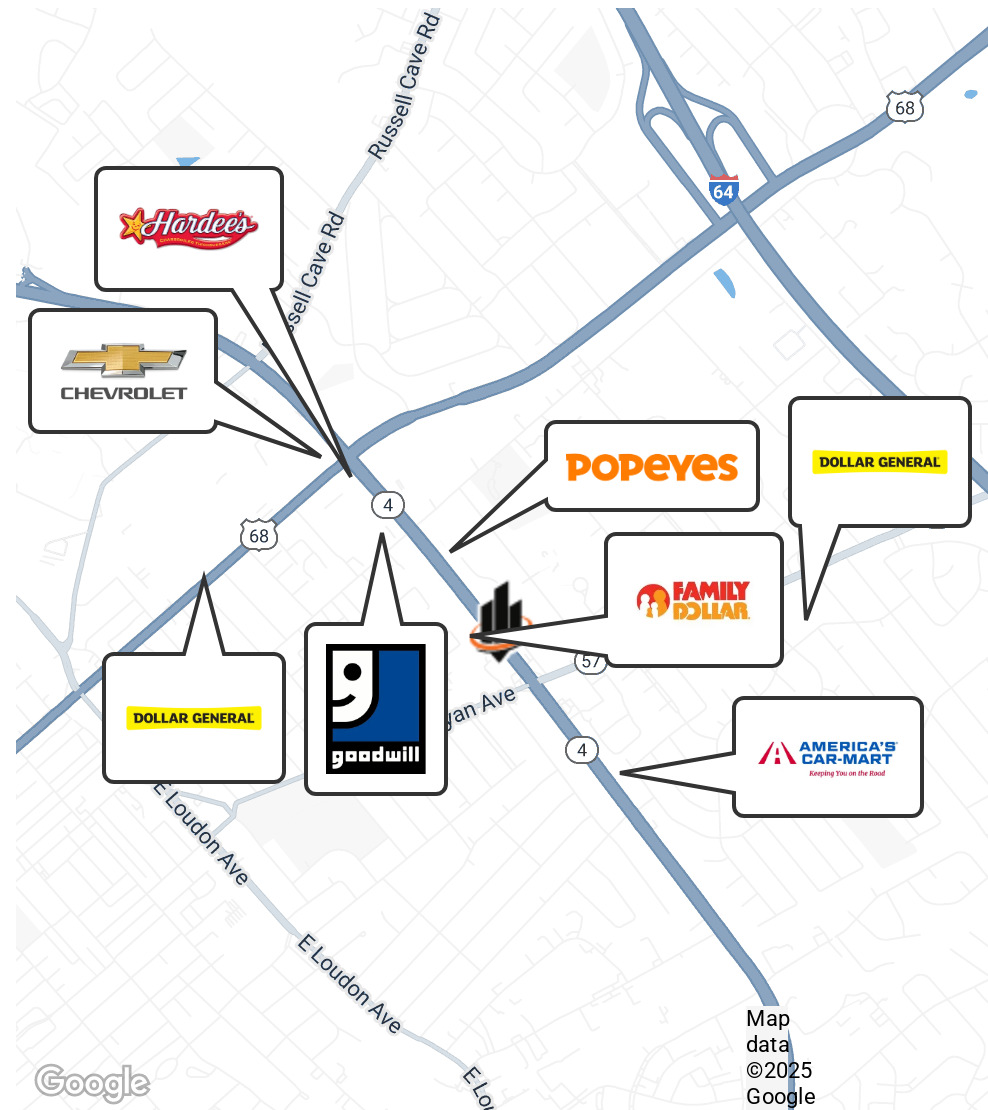 Russell Cave Rd
68
64
Hardee's
Russell Cave Rd
CHEVROLET
POPEYES
DOLLAR GENERAL
4
68
FAMILY
DOLLAR
57
DOLLAR GENERAL
g
goodwill
yan Ave
4
AMERICA'S
CAR-MART
Keeping You on the Road
E Loudon Ave
E Loudon Ave
E Lou
Map
data
©2025
Google
Google